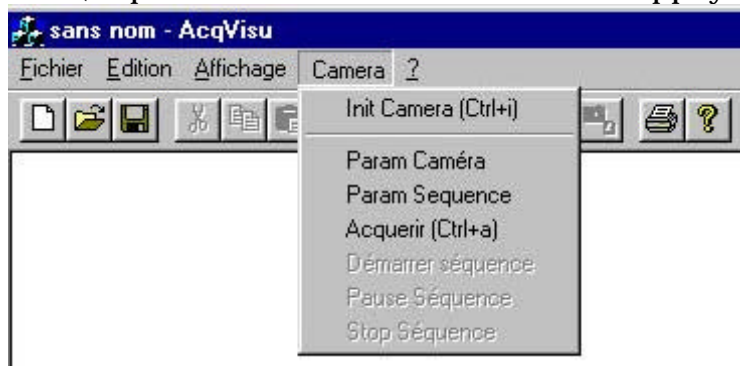 sans nom - AcqVisu
Fichier Edition Affichage Camera ?
Init Camera (Ctrl+i)
Param Caméra
Param Sequence
Acquerir (Ctrl+a)
Démarrer séquence
Pause Séquence
Stop Séquence